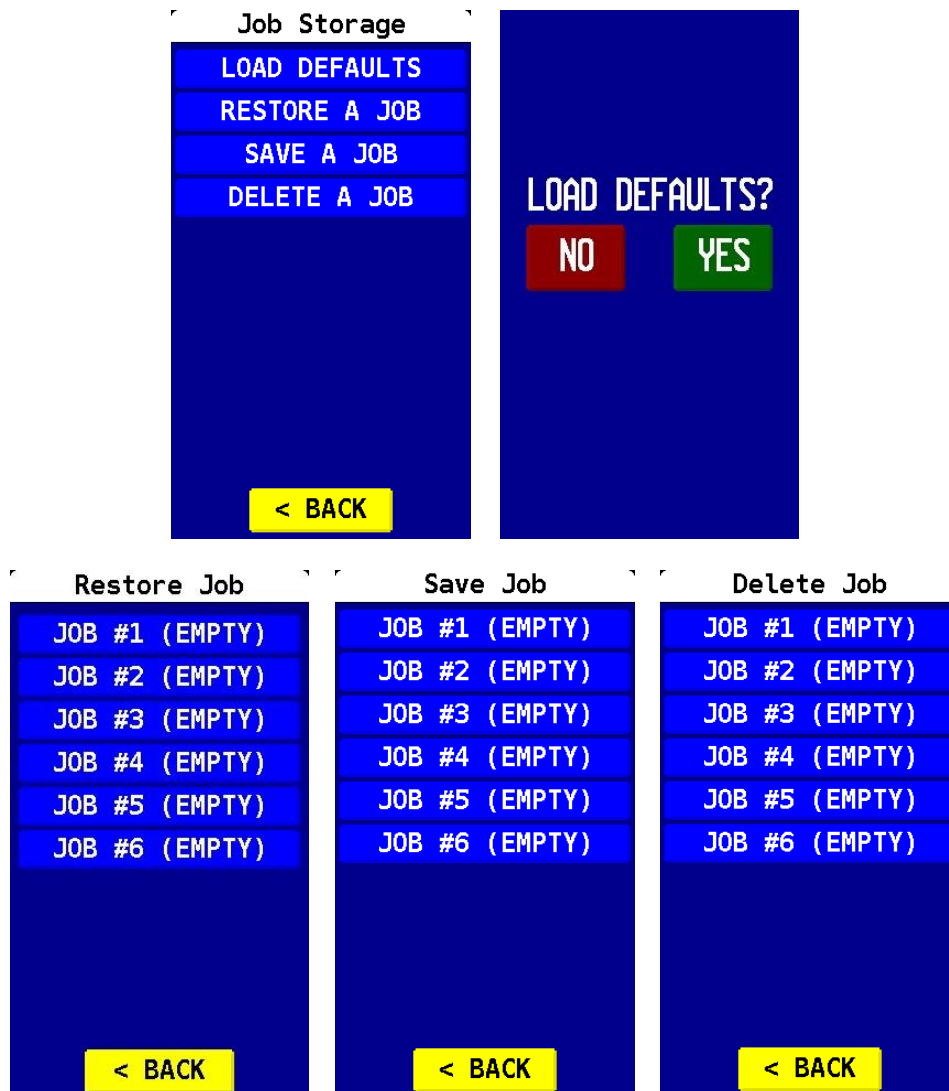 Job Storage
LOAD DEFAULTS
RESTORE A JOB
SAVE A JOB
DELETE A JOB
< BACK
LOAD DEFAULTS?
NO YES
Restore Job
JOB #1 (EMPTY)
JOB #2 (EMPTY)
JOB #3 (EMPTY)
JOB #4 (EMPTY)
JOB #5 (EMPTY)
JOB #6 (EMPTY)
< BACK
Save Job
JOB #1 (EMPTY)
JOB #2 (EMPTY)
JOB #3 (EMPTY)
JOB #4 (EMPTY)
JOB #5 (EMPTY)
JOB #6 (EMPTY)
< BACK
Delete Job
JOB #1 (EMPTY)
JOB #2 (EMPTY)
JOB #3 (EMPTY)
JOB #4 (EMPTY)
JOB #5 (EMPTY)
JOB #6 (EMPTY)
< BACK